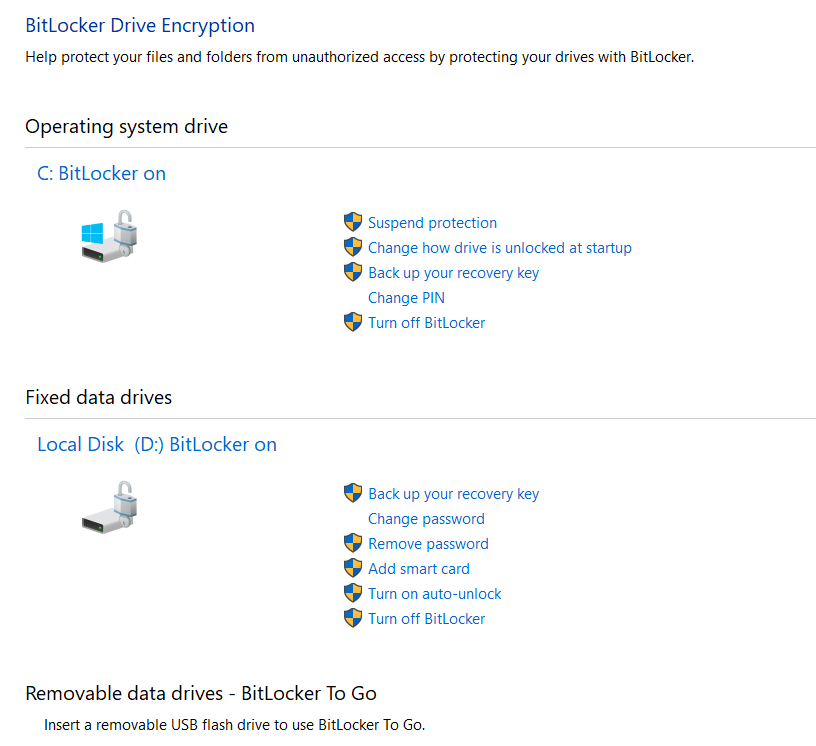 BitLocker Drive Encryption
Help protect your files and folders from unauthorized access by protecting your drives with BitLocker.
Operating system drive
C: BitLocker on
Suspend protection
Change how drive is unlocked at startup
Back up your recovery key
Change PIN
Turn off BitLocker
Fixed data drives
Local Disk (D:) BitLocker on
Back up your recovery key
Change password
Remove password
Add smart card
Turn on auto-unlock
Turn off BitLocker
Removable data drives - BitLocker To Go
Insert a removable USB flash drive to use BitLocker To Go.